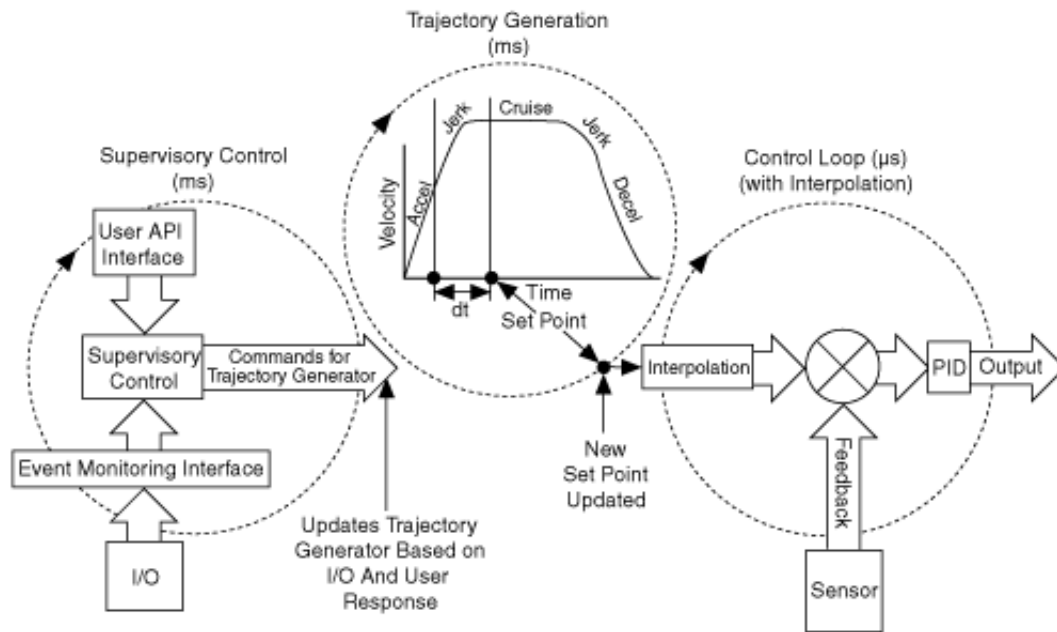 Trajectory Generation
(ms)
Jerk
Cruise
Jerk
Accel
Decel
Velocity
dt
Time
Set Point
Supervisory Control
(ms)
User API
Interface
Supervisory
Control
Commands for
Trajectory Generator
Event Monitoring Interface
I/O
Updates Trajectory
Generator Based on
I/O And User
Response
Control Loop (µs)
(with Interpolation)
Interpolation
PID
Output
New
Set Point
Updated
Feedback
Sensor